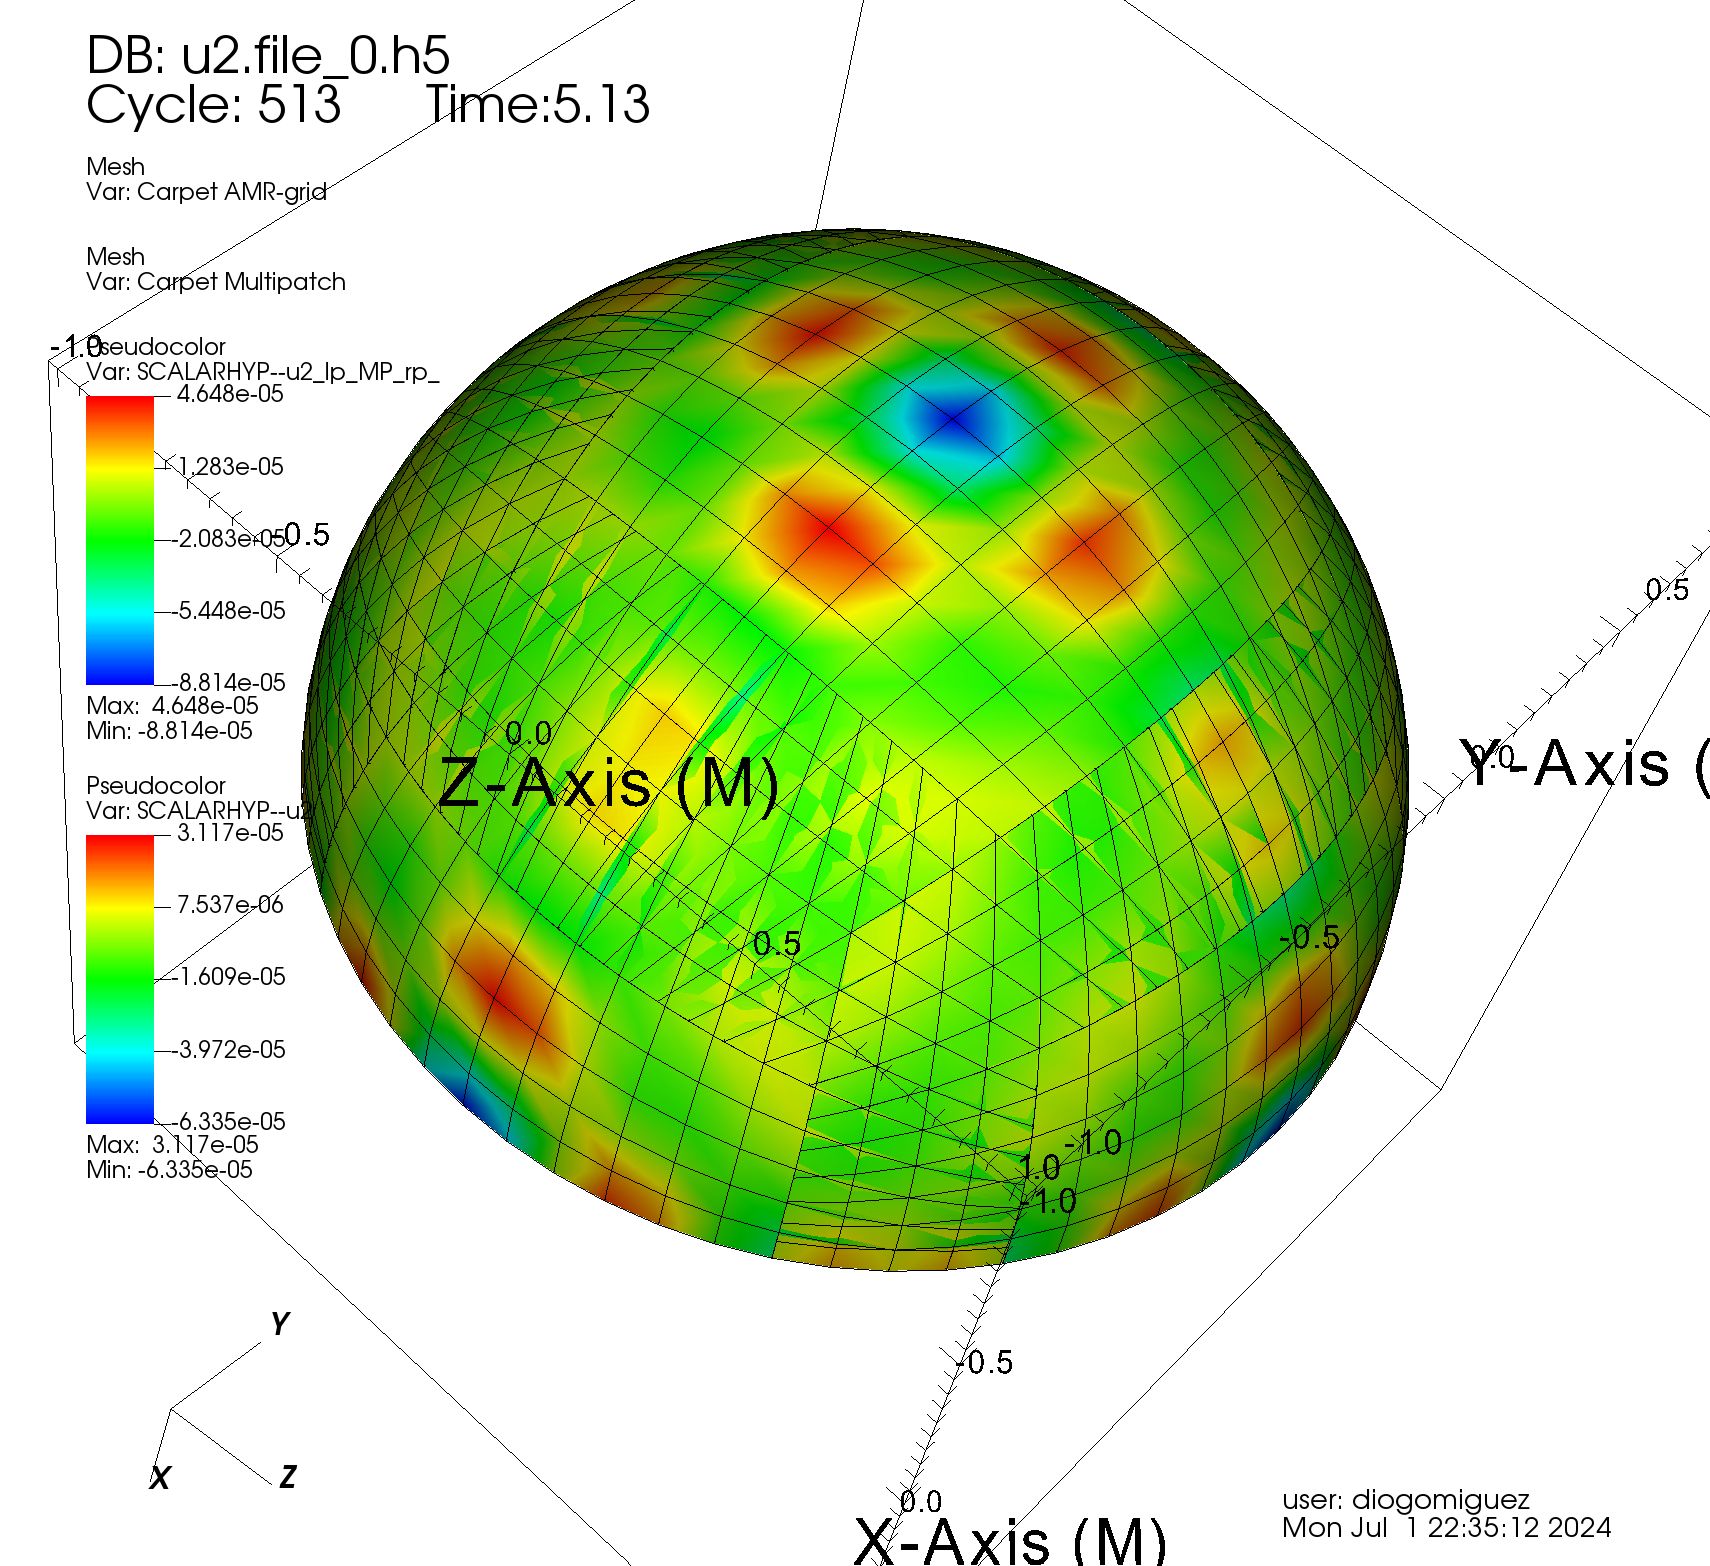 DB: u2.file_0.h5
Cycle: 513 Time:5.13
Mesh
Var: Carpet AMR-grid
Mesh
Var: Carpet Multipatch
-1.0
Pseudocolor
Var: SCALARHYP--u2_lp_MP_rp_
4.648e-05
1.283e-05
-2.083e-05
-5.448e-05
-8.814e-05
Max: 4.648e-05
Min: -8.814e-05
Pseudocolor
Var: SCALARHYP--u2
3.117e-05
7.537e-06
-1.609e-05
-3.972e-05
-6.335e-05
Max: 3.117e-05
Min: -6.335e-05
-0.5
0.0
Z-Axis (M)
0.5
1.0
0.5
0.0
Y-Axis (
-0.5
-1.0
-1.0
-0.5
0.0
X-Axis (M)
Y
X
Z
user: diogomiguez
Mon Jul 1 22:35:12 2024